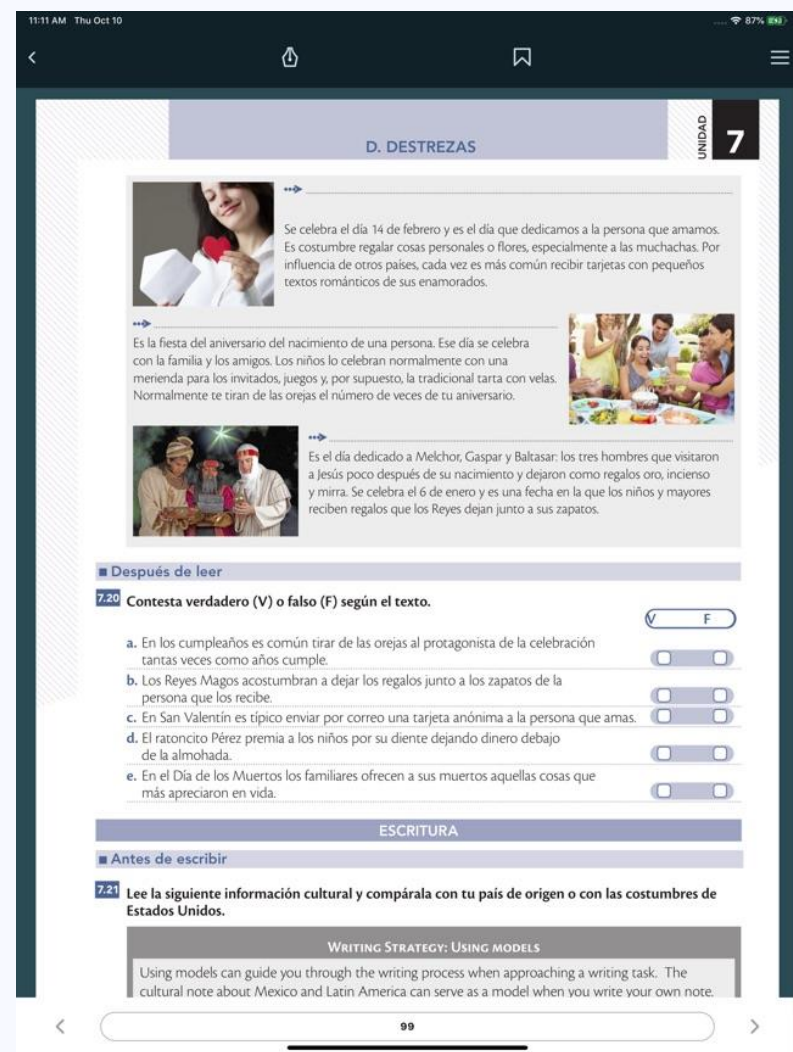 11:11 AM Thu Oct 10
87%
D. DESTREZAS
UNIDAD
7
Se celebra el día 14 de febrero y es el día que dedicamos a la persona que amamos.
Es costumbre regalar cosas personales o flores, especialmente a las muchachas. Por
influencia de otros países, cada vez es más común recibir tarjetas con pequeños
textos románticos de sus enamorados.
Es la fiesta del aniversario del nacimiento de una persona. Ese día se celebra
con la familia y los amigos. Los niños lo celebran normalmente con una
merienda para los invitados, juegos y, por supuesto, la tradicional tarta con velas.
Normalmente te tiran de las orejas el número de veces de tu aniversario.
Es el día dedicado a Melchor, Gaspar y Baltasar: los tres hombres que visitaron
a Jesús poco después de su nacimiento y dejaron como regalos oro, incienso
y mirra. Se celebra el 6 de enero y es una fecha en la que los niños y mayores
reciben regalos que los Reyes dejan junto a sus zapatos.
Después de leer
7.20 Contesta verdadero (V) o falso (F) según el texto.
V F
a. En los cumpleaños es común tirar de las orejas al protagonista de la celebración
tantas veces como años cumple.
b. Los Reyes Magos acostumbran a dejar los regalos junto a los zapatos de la
persona que los recibe.
c. En San Valentín es típico enviar por correo una tarjeta anónima a la persona que amas.
d. El ratoncito Pérez premia a los niños por su diente dejando dinero debajo
de la almohada.
e. En el Día de los Muertos los familiares ofrecen a sus muertos aquellas cosas que
más apreciaron en vida.
ESCRITURA
Antes de escribir
7.21 Lee la siguiente información cultural y compárala con tu país de origen o con las costumbres de
Estados Unidos.
WRITING STRATEGY: USING MODELS
Using models can guide you through the writing process when approaching a writing task. The
cultural note about Mexico and Latin America can serve as a model when you write your own note.
99